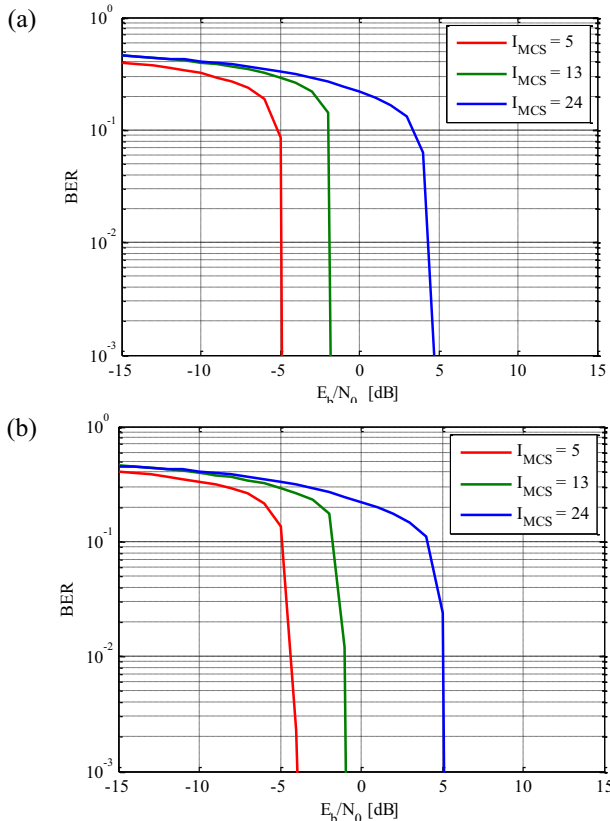 (a)
10^0
10^-1
10^-2
10^-3
BER
I_MCS = 5
I_MCS = 13
I_MCS = 24
-15 -10 -5 0 5 10 15
E_b/N_0 [dB]
(b)
10^0
10^-1
10^-2
10^-3
BER
I_MCS = 5
I_MCS = 13
I_MCS = 24
-15 -10 -5 0 5 10 15
E_b/N_0 [dB]